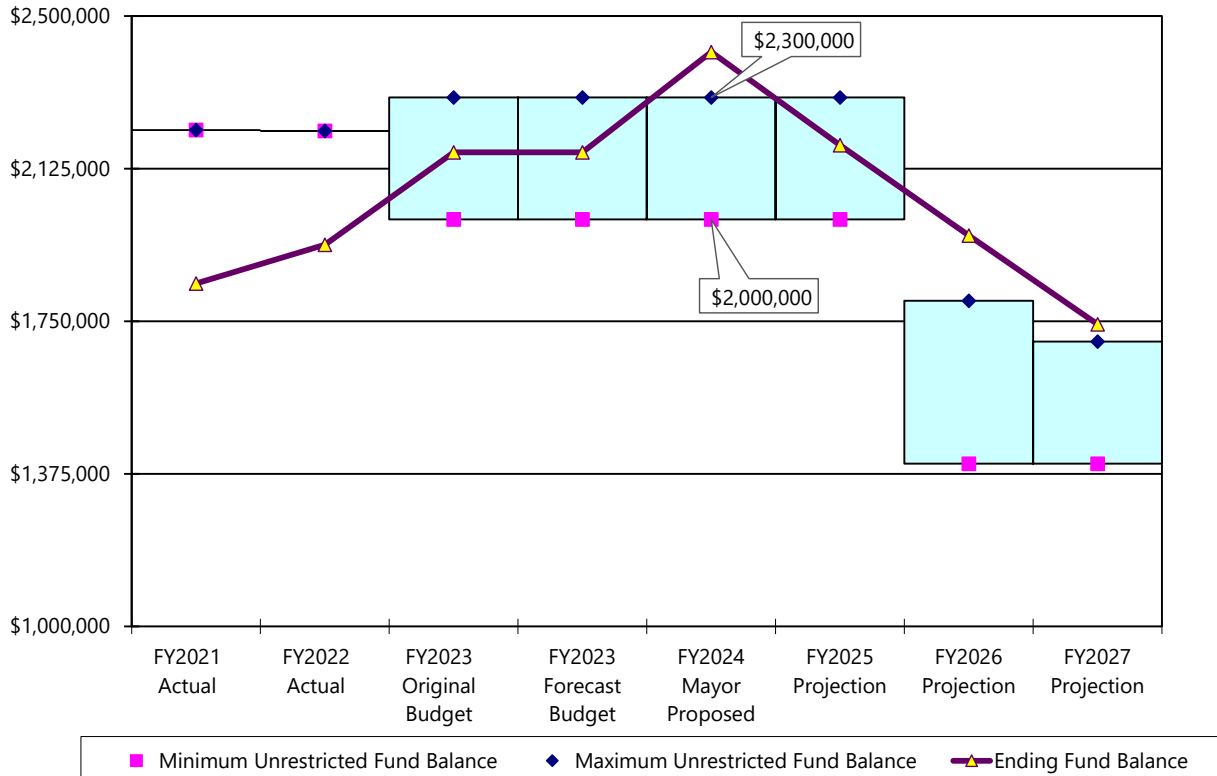 $2,500,000
$2,300,000
$2,125,000
$2,000,000
$1,750,000
$1,375,000
$1,000,000
FY2021 FY2022 FY2023 FY2023 FY2024 FY2025 FY2026 FY2027
Actual Actual Original Forecast Mayor Projection Projection Projection
Budget Budget Proposed
Minimum Unrestricted Fund Balance Maximum Unrestricted Fund Balance Ending Fund Balance